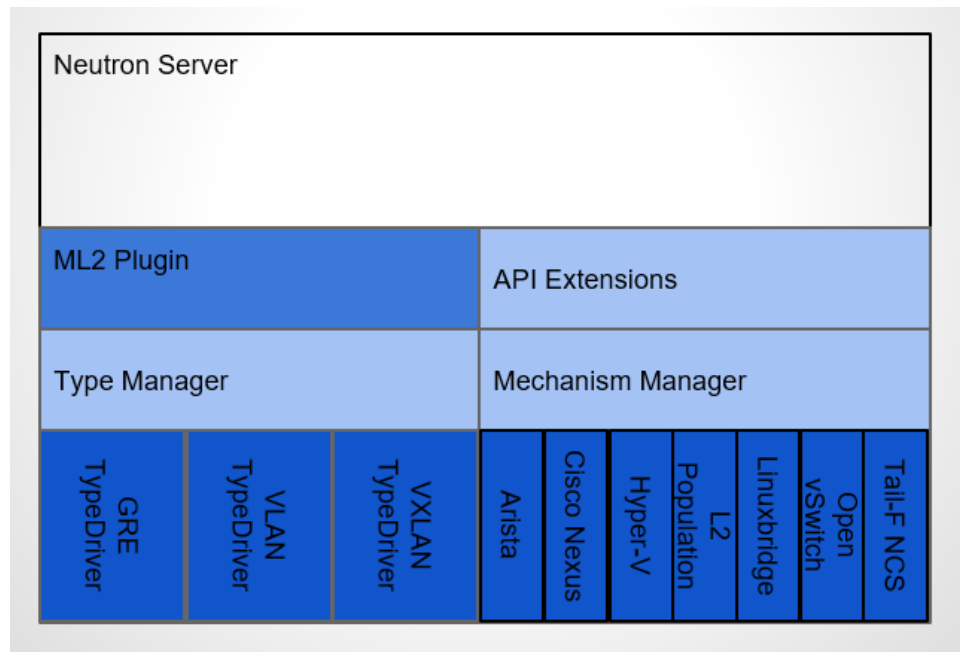 Neutron Server
ML2 Plugin
API Extensions
Type Manager
Mechanism Manager
GRE
TypeDriver
VLAN
TypeDriver
VXLAN
TypeDriver
Arista
Cisco Nexus
Hyper-V
L2
Population
Linuxbridge
Open
vSwitch
Tail-F NCS